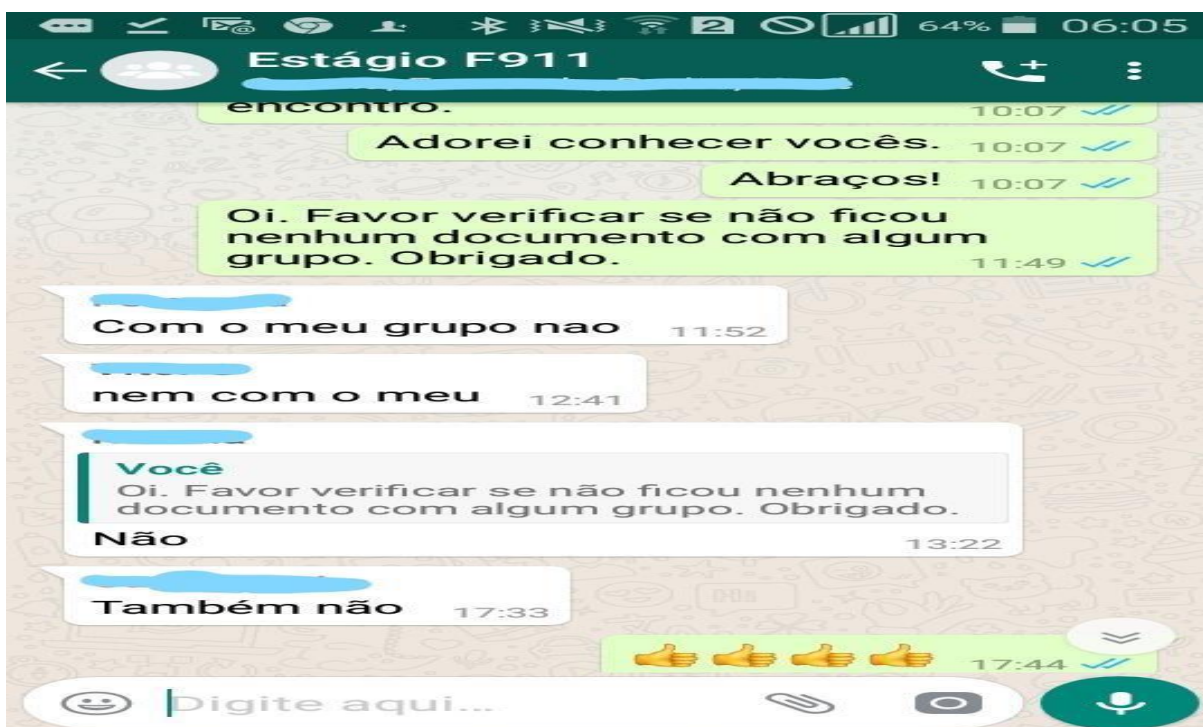 2
64%
06:05
Estágio F911
encontro.
10:07
Adorei conhecer vocês. 10:07
Abraços! 10:07
Oi. Favor verificar se não ficou
nenhum documento com algum
grupo. Obrigado.
11:49
Com o meu grupo nao 11:52
nem com o meu 12:41
Você
Oi. Favor verificar se não ficou nenhum
documento com algum grupo. Obrigado.
Não
13:22
Também não 17:33
17:44
Digite aqui...